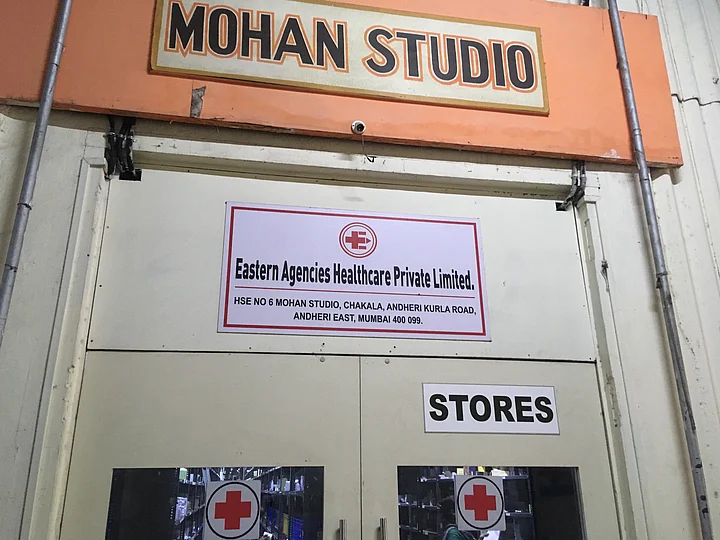 MOHAN STUDIO
Eastern Agencies Healthcare Private Limited.
HSE NO 6 MOHAN STUDIO, CHAKALA, ANDHERI KURLA ROAD,
ANDHERI EAST, MUMBAI 400 099.
STORES